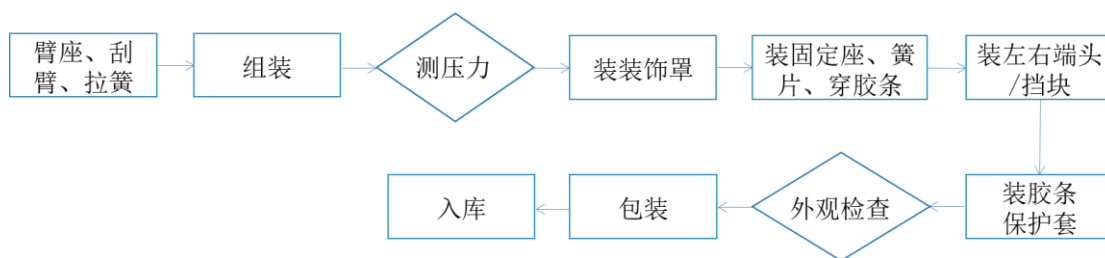 臂座、刮
臂、拉簧
组装
测压力
装装饰罩
装固定座、簧
片、穿胶条
装左右端头
/挡块
装胶条
保护套
外观检查
包装
入库